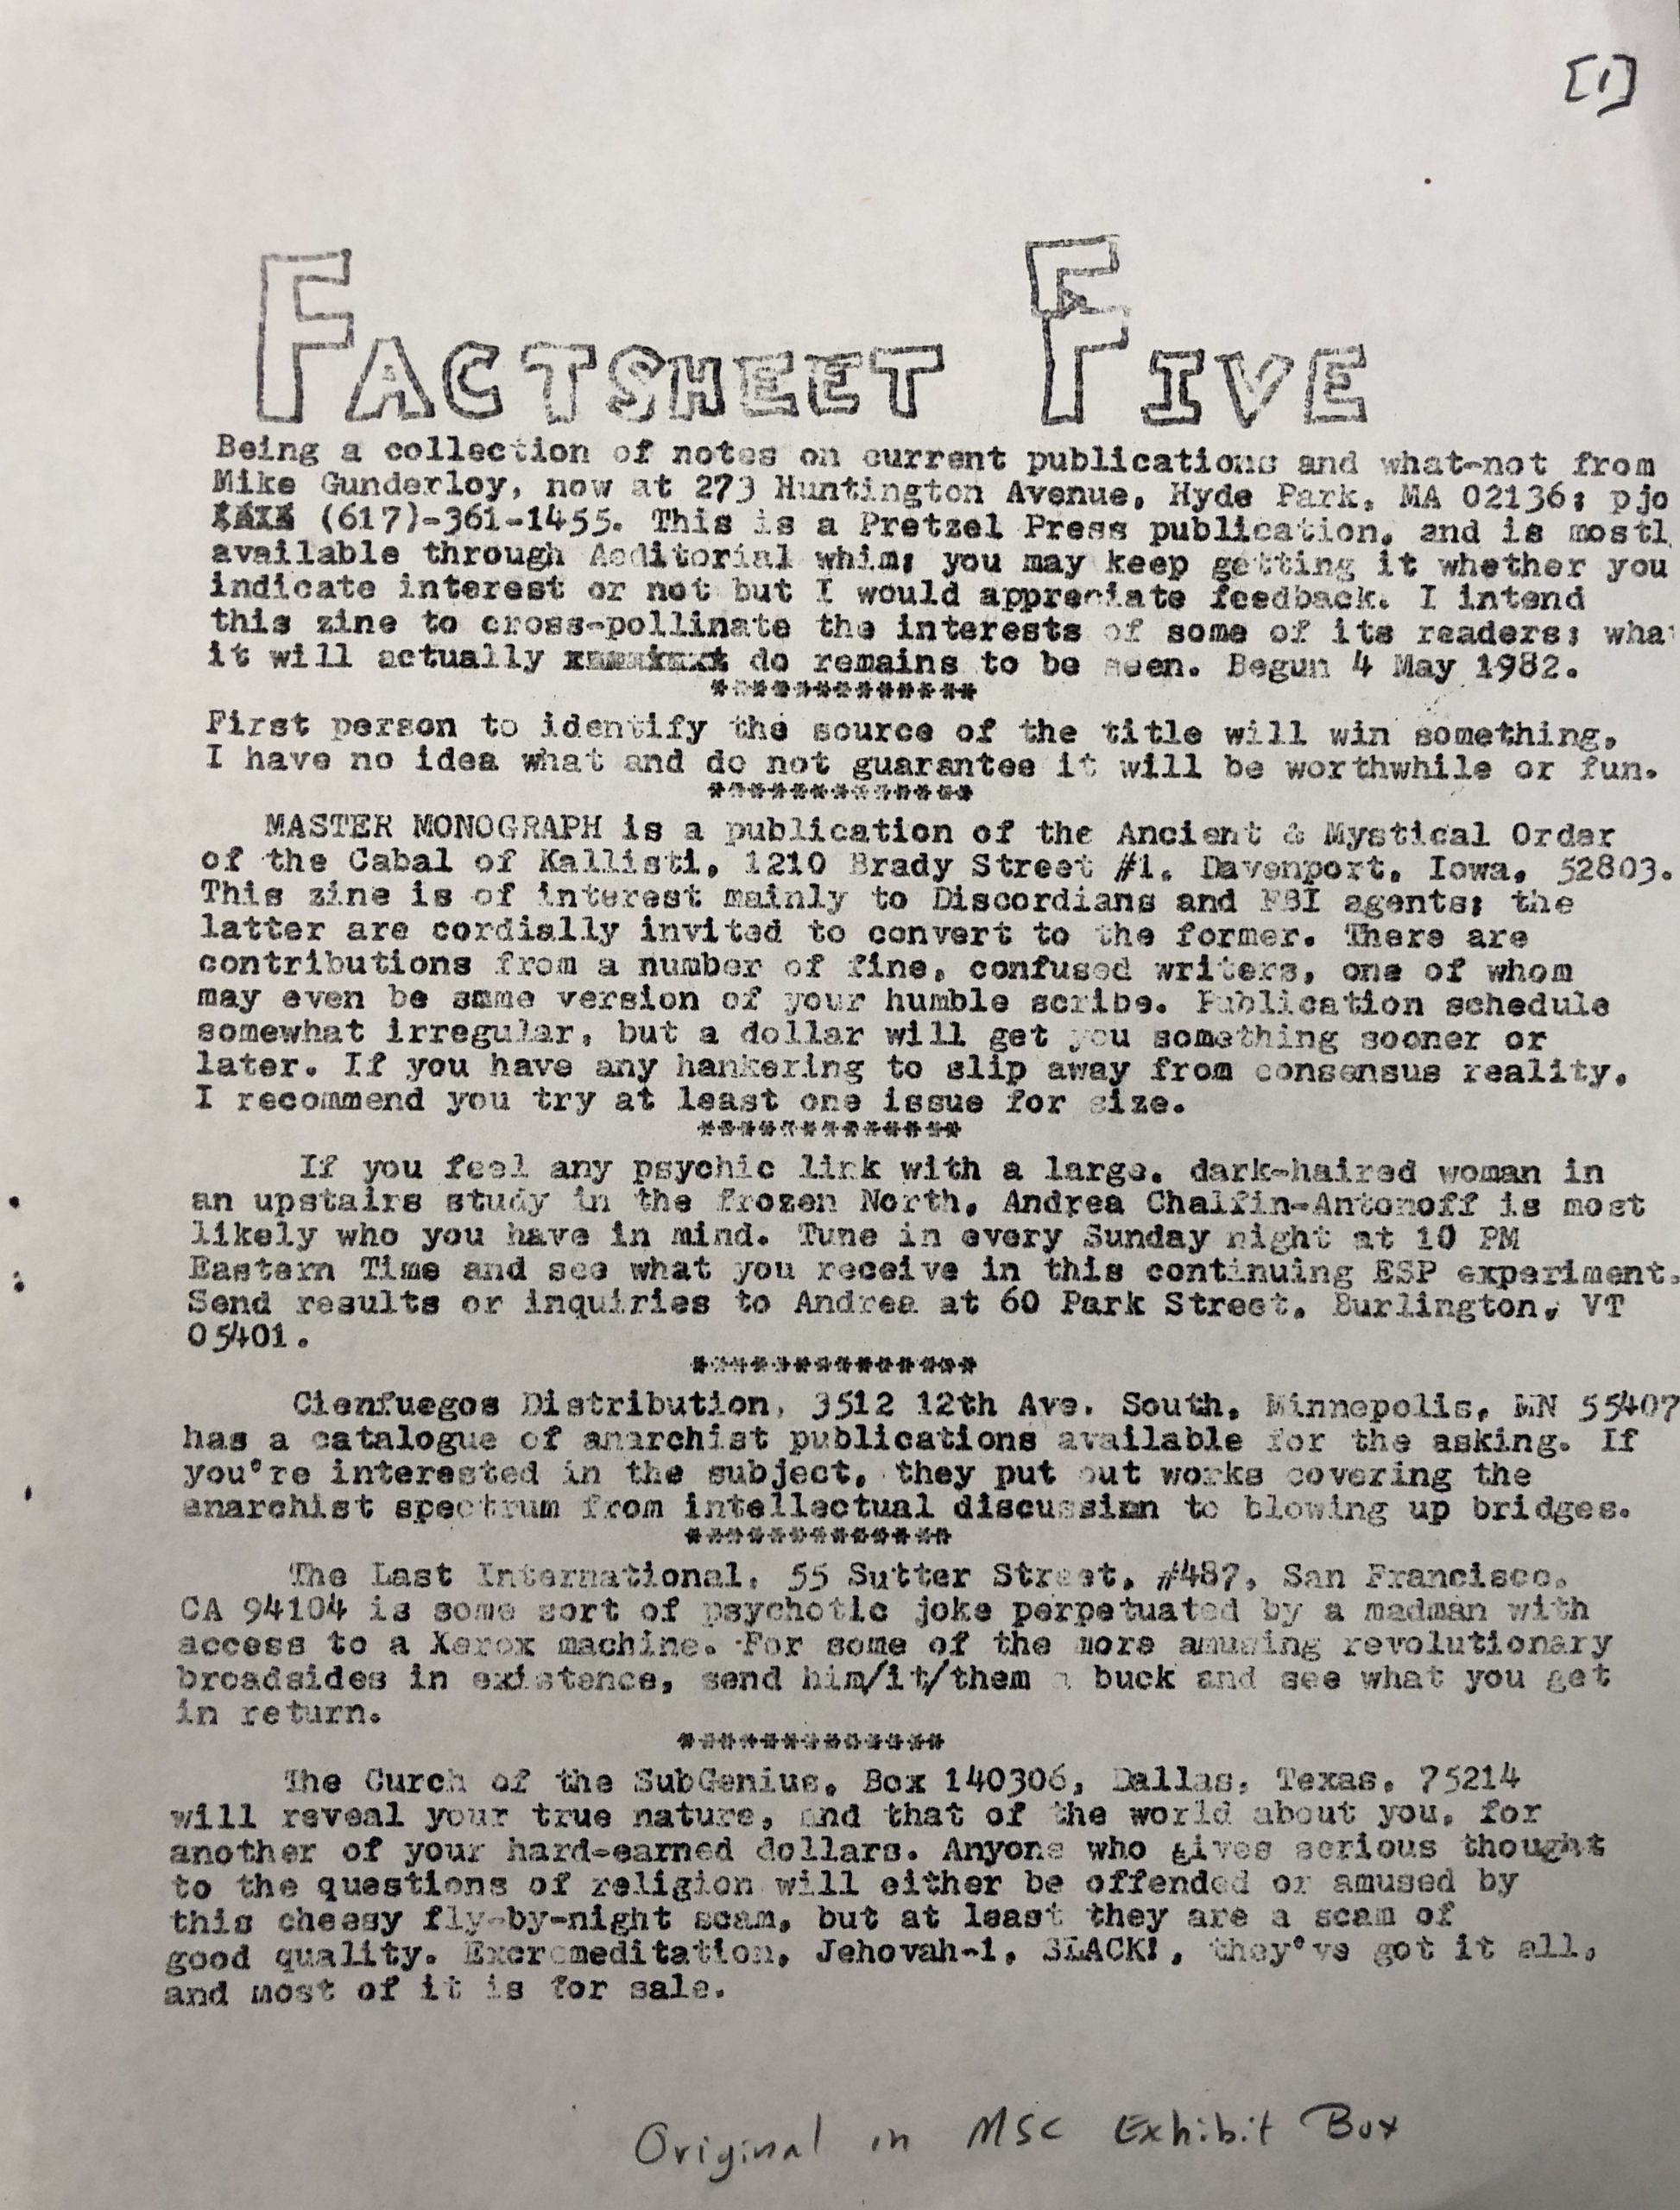 [1]
FACTSHEET FIVE
Being a collection of notes on current publications and what-not from
Mike Gunderloy, now at 273 Huntington Avenue, Hyde Park, MA 02136; pjo
(617)-361-1455. This is a Pretzel Press publication, and is mostl
available through Aeditorial whim; you may keep getting it whether you
indicate interest or not but I would appreciate feedback. I intend
this zine to cross-pollinate the interests of some of its readers; what
it will actually do remains to be seen. Begun 4 May 1982.
*************
First person to identify the source of the title will win something.
I have no idea what and do not guarantee it will be worthwhile or fun.
*************
MASTER MONOGRAPH is a publication of the Ancient & Mystical Order
of the Cabal of Kallisti, 1210 Brady Street #1, Davenport, Iowa, 52803.
This zine is of interest mainly to Discordians and FBI agents; the
latter are cordially invited to convert to the former. There are
contributions from a number of fine, confused writers, one of whom
may even be smme version of your humble scribe. Publication schedule
somewhat irregular, but a dollar will get you something sooner or
later. If you have any hankering to slip away from consensus reality,
I recommend you try at least one issue for size.
*************
If you feel any psychic link with a large, dark-haired woman in
an upstairs study in the frozen North, Andrea Chalfin-Antonoff is most
likely who you have in mind. Tune in every Sunday night at 10 PM
Eastern Time and see what you receive in this continuing ESP experiment.
Send results or inquiries to Andrea at 60 Park Street, Burlington, VT
05401.
**************
Cienfuegos Distribution, 3512 12th Ave. South, Minnepolis, MN 55407
has a catalogue of anarchist publications available for the asking. If
you're interested in the subject, they put out works covering the
anarchist spectrum from intellectual discussimn to blowing up bridges.
*************
The Last International, 55 Sutter Street, #487, San Francisco,
CA 94104 is some sort of psychotic joke perpetuated by a madman with
access to a Xerox machine. For some of the more amusing revolutionary
broadsides in existence, send him/it/them a buck and see what you get
in return.
*************
The Curch of the SubGenius, Box 140306, Dallas, Texas, 75214
will reveal your true nature, and that of the world about you, for
another of your hard-earned dollars. Anyone who gives serious thought
to the questions of religion will either be offended or amused by
this cheesy fly-by-night scam, but at least they are a scam of
good quality. Excremeditation, Jehovah-1, SLACK!, they've got it all,
and most of it is for sale.
Original in MSC Exhibit Box